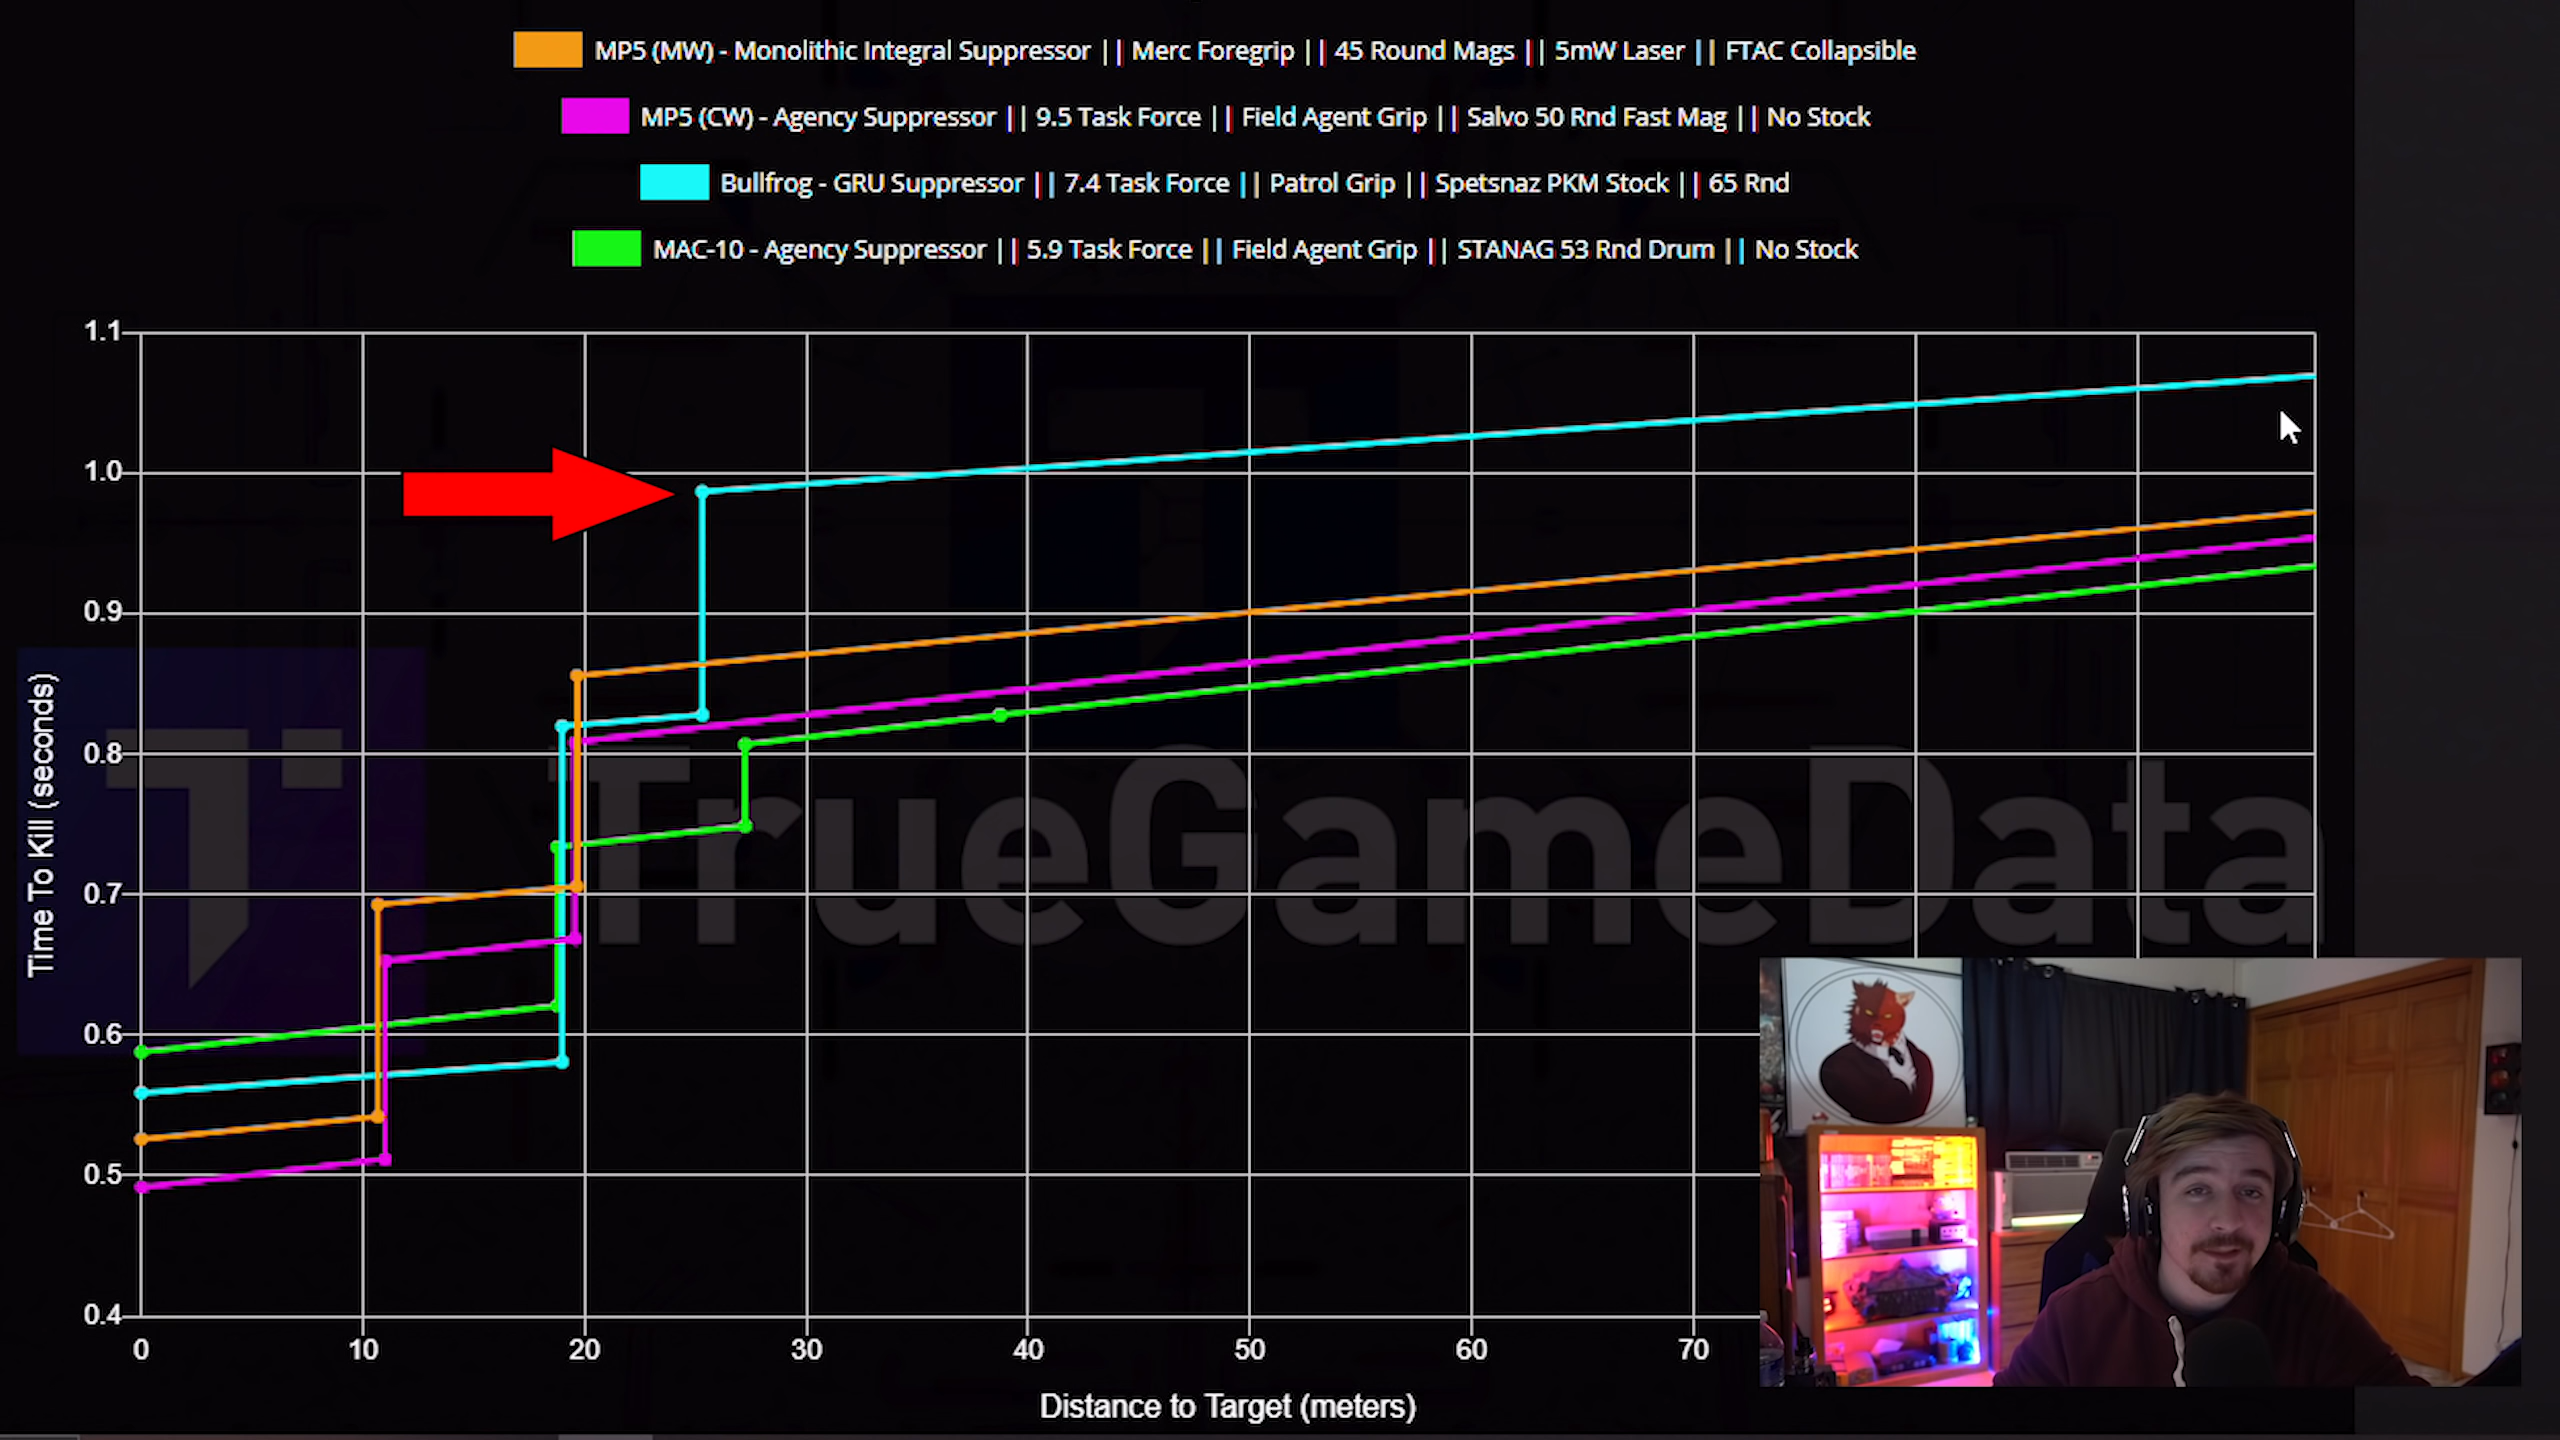 MP5 (MW) - Monolithic Integral Suppressor || Merc Foregrip || 45 Round Mags || 5mW Laser || FTAC Collapsible
MP5 (CW) - Agency Suppressor || 9.5 Task Force || Field Agent Grip || Salvo 50 Rnd Fast Mag || No Stock
Bullfrog - GRU Suppressor || 7.4 Task Force || Patrol Grip || Spetsnaz PKM Stock || 65 Rnd
MAC-10 - Agency Suppressor || 5.9 Task Force || Field Agent Grip || STANAG 53 Rnd Drum || No Stock
1.1
1.0
0.9
0.8
0.7
0.6
0.5
0.4
Time To Kill (seconds)
TrueGameData
0 10 20 30 40 50 60 70
Distance to Target (meters)